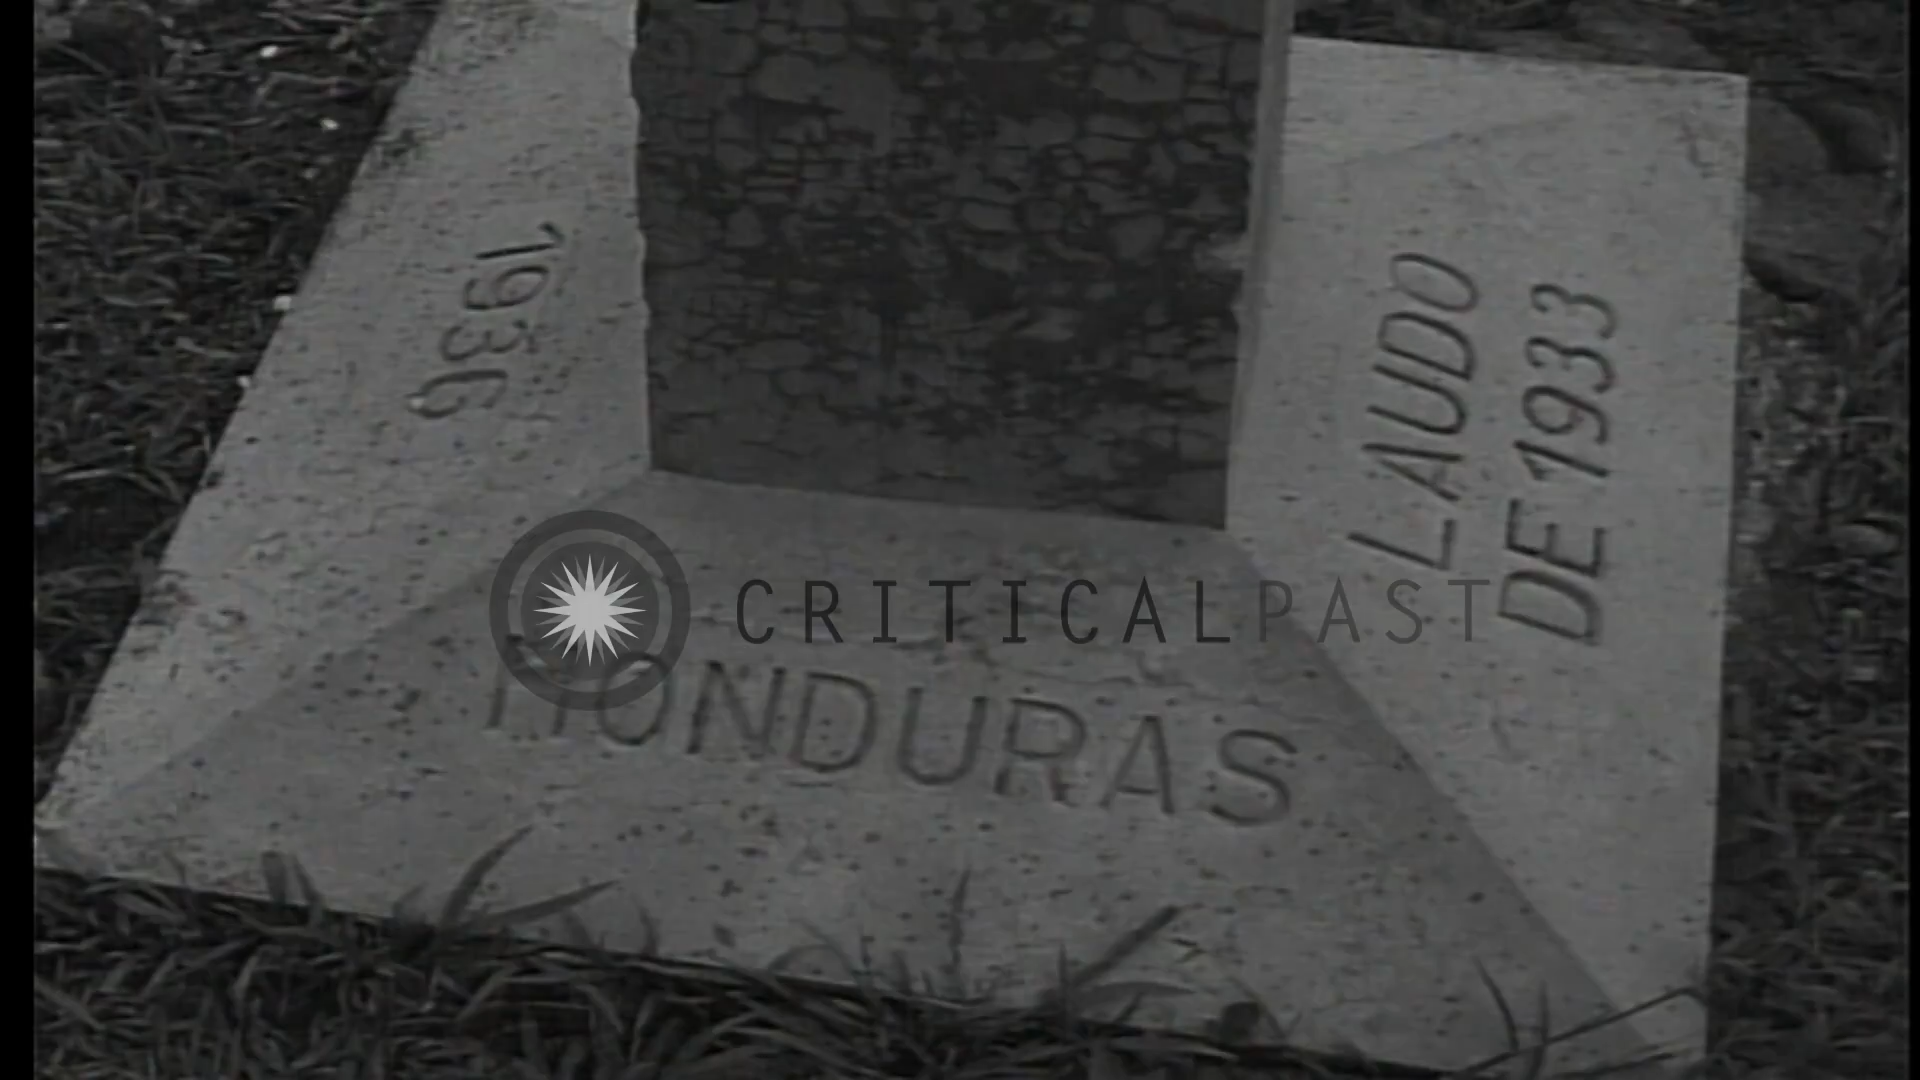 1936
LAUDO
DE 1933
HONDURAS
CRITICALPAST